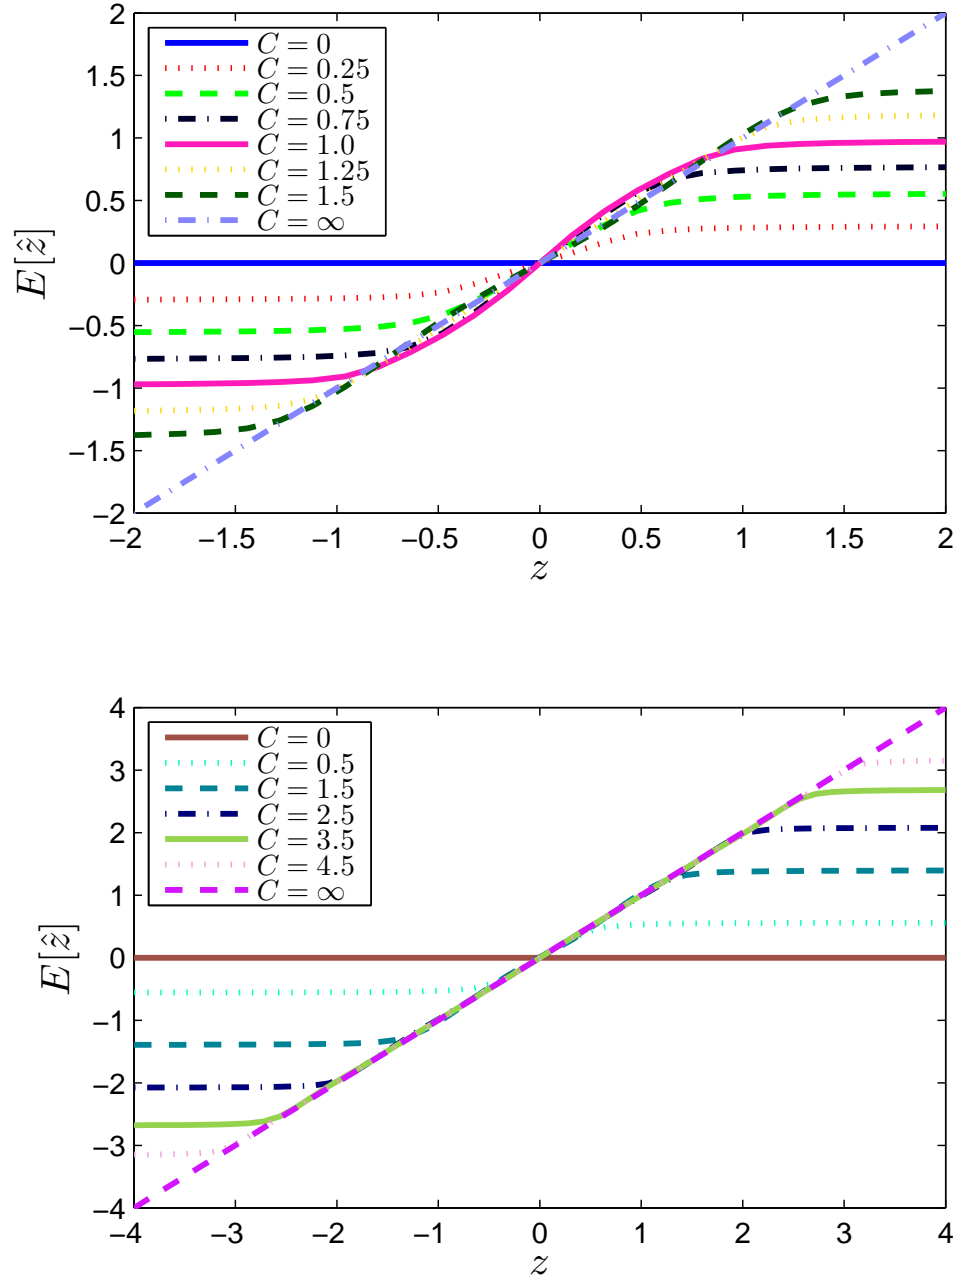 2
1.5
1
0.5
0
−0.5
−1
−1.5
−2
E[ẑ]
C = 0
C = 0.25
C = 0.5
C = 0.75
C = 1.0
C = 1.25
C = 1.5
C = ∞
−2 −1.5 −1 −0.5 0 0.5 1 1.5 2
z
4
3
2
1
0
−1
−2
−3
−4
E[ẑ]
C = 0
C = 0.5
C = 1.5
C = 2.5
C = 3.5
C = 4.5
C = ∞
−4 −3 −2 −1 0 1 2 3 4
z